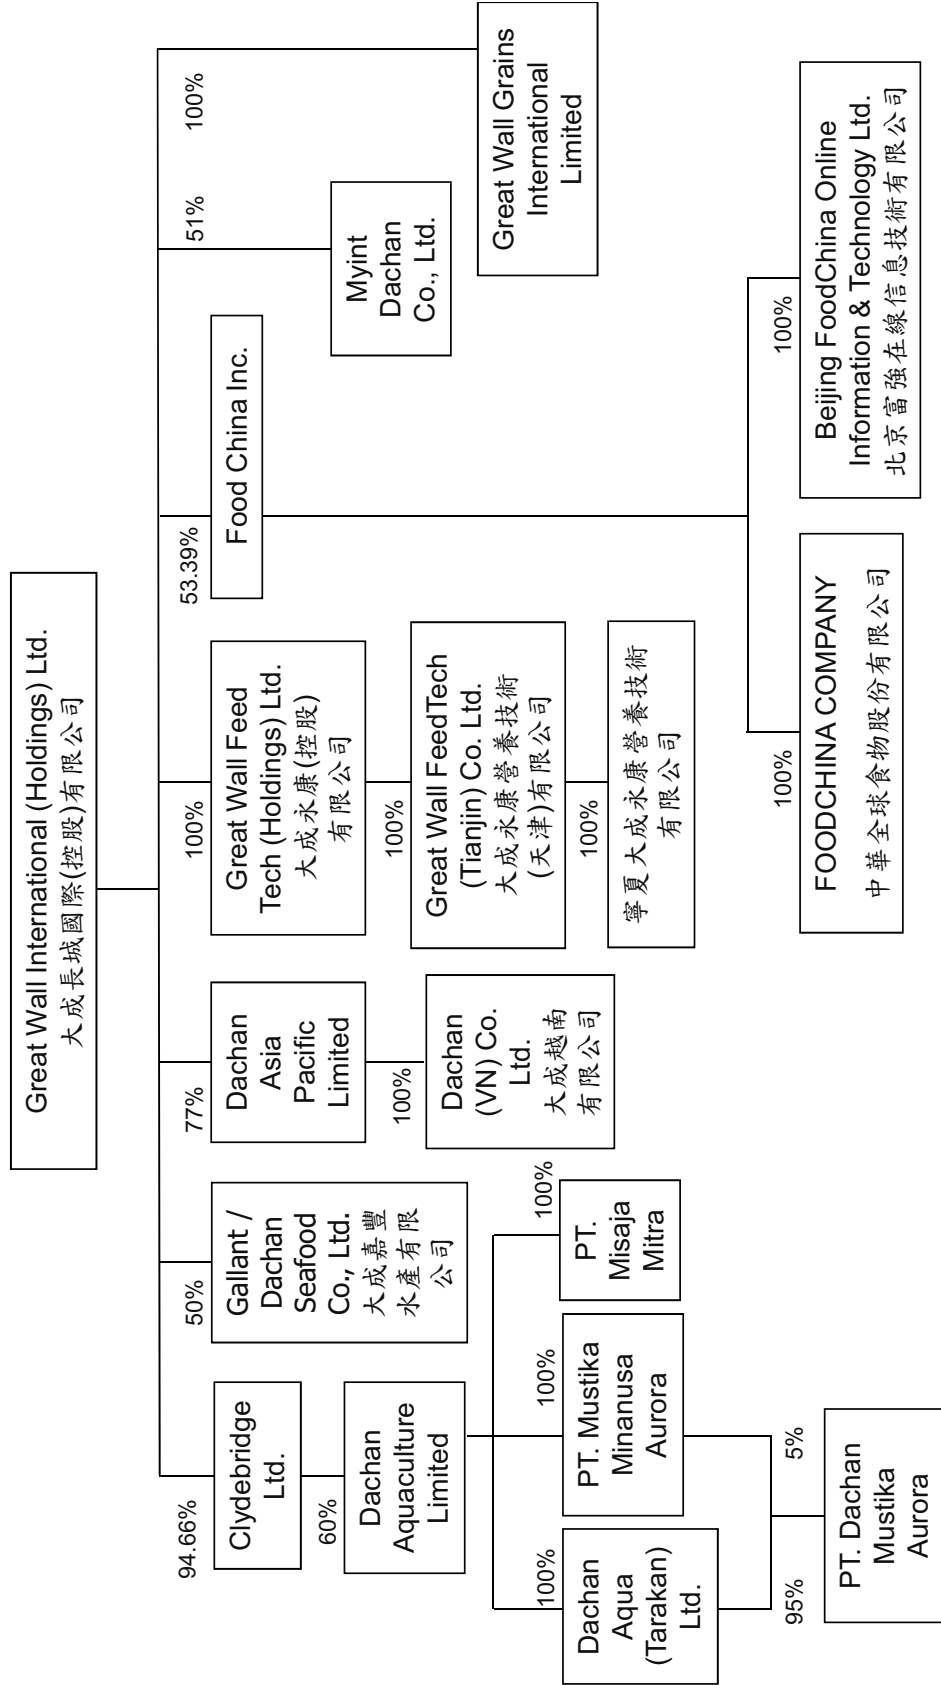 Great Wall International (Holdings) Ltd.
大成長城國際(控股)有限公司
94.66%
Clydebridge
Ltd.
60%
Dachan
Aquaculture
Limited
100%
Dachan
Aqua
(Tarakan)
Ltd.
100%
PT. Mustika
Minanusa
Aurora
100%
PT.
Misaja
Mitra
95%
5%
PT. Dachan
Mustika
Aurora
50%
Gallant /
Dachan
Seafood
Co., Ltd.
大成嘉豐
水產有限
公司
77%
Dachan
Asia
Pacific
Limited
100%
Dachan
(VN) Co.
Ltd.
大成越南
有限公司
100%
Great Wall Feed
Tech (Holdings) Ltd.
大成永康(控股)
有限公司
100%
Great Wall FeedTech
(Tianjin) Co. Ltd.
大成永康營養技術
(天津)有限公司
100%
寧夏大成永康營養技術
有限公司
53.39%
Food China Inc.
100%
FOODCHINA COMPANY
中華全球食物股份有限公司
100%
Beijing FoodChina Online
Information & Technology Ltd.
北京富強在線信息技術有限公司
51%
Myint
Dachan
Co., Ltd.
100%
Great Wall Grains
International
Limited